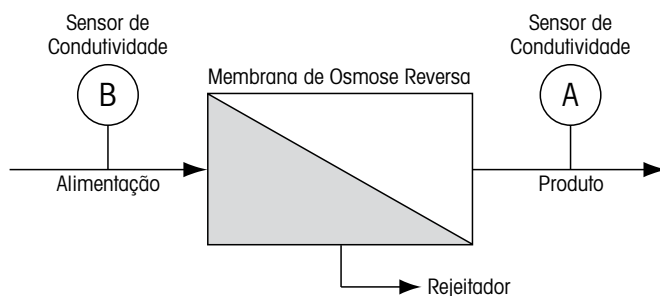 Sensor de
Condutividade
B
Sensor de
Condutividade
A
Membrana de Osmose Reversa
Alimentação
Produto
Rejeitador